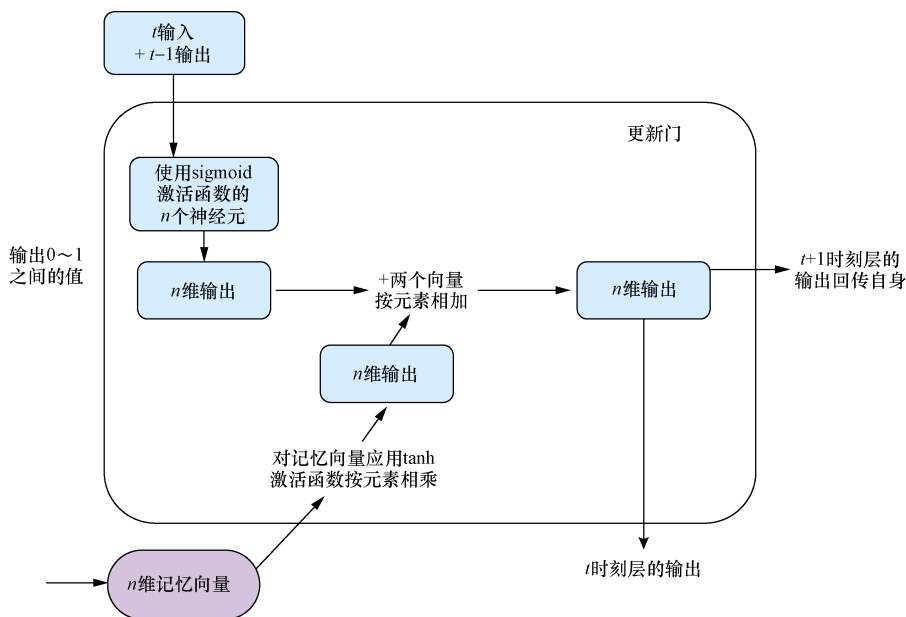 t输入
+ t−1输出
更新门
使用sigmoid
激活函数的
n个神经元
输出0～1
之间的值
n维输出
+两个向量
按元素相加
n维输出
t+1时刻层的
输出回传自身
n维输出
对记忆向量应用tanh
激活函数按元素相乘
n维记忆向量
t时刻层的输出